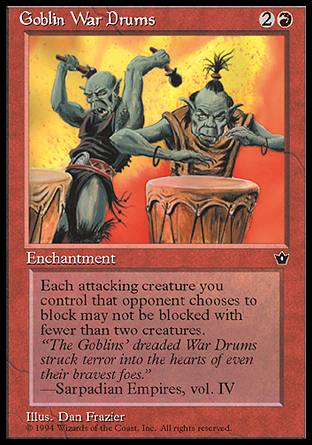 Goblin War Drums 2
Enchantment
Each attacking creature you
control that opponent chooses to
block may not be blocked with
fewer than two creatures.
"The Goblins' dreaded War Drums
struck terror into the hearts of even
their bravest foes."
—Sarpadian Empires, vol. IV
Illus. Dan Frazier
© 1994 Wizards of the Coast, Inc. All rights reserved.